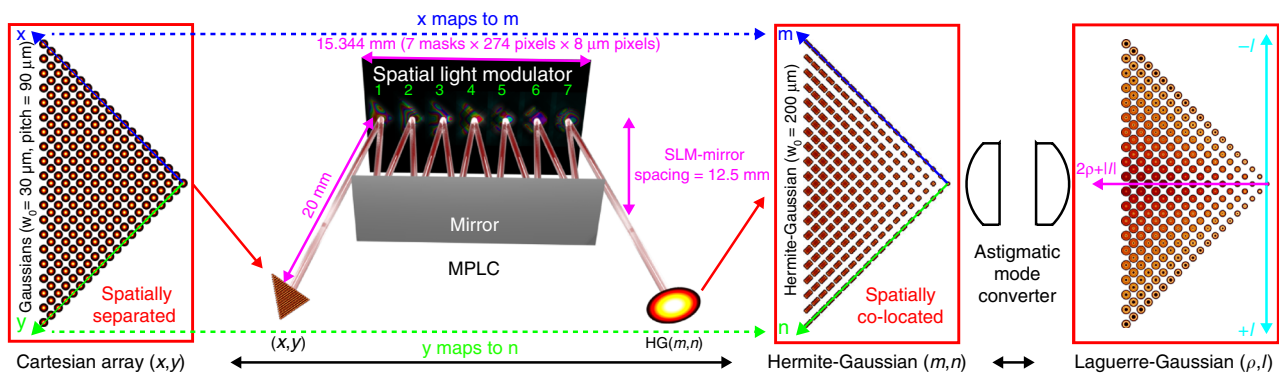 x maps to m
15.344 mm (7 masks × 274 pixels × 8 μm pixels)
x
Gaussians (w₀= 30 μm, pitch = 90 μm)
y
Spatially
separated
Cartesian array (x,y)
Spatial light modulator
1 2 3 4 5 6 7
20 mm
SLM-mirror
spacing = 12.5 mm
Mirror
MPLC
(x,y)
HG(m,n)
y maps to n
m
Hermite-Gaussian (w₀ = 200 μm)
n
Spatially
co-located
Hermite-Gaussian (m,n)
Astigmatic
mode
converter
–l
2ρ+l/l
+l
Laguerre-Gaussian (ρ,l)